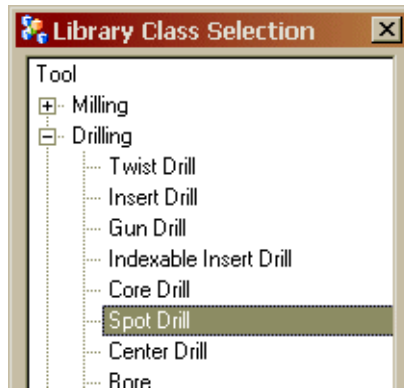 Library Class Selection
Tool
Milling
Drilling
Twist Drill
Insert Drill
Gun Drill
Indexable Insert Drill
Core Drill
Spot Drill
Center Drill
Bore